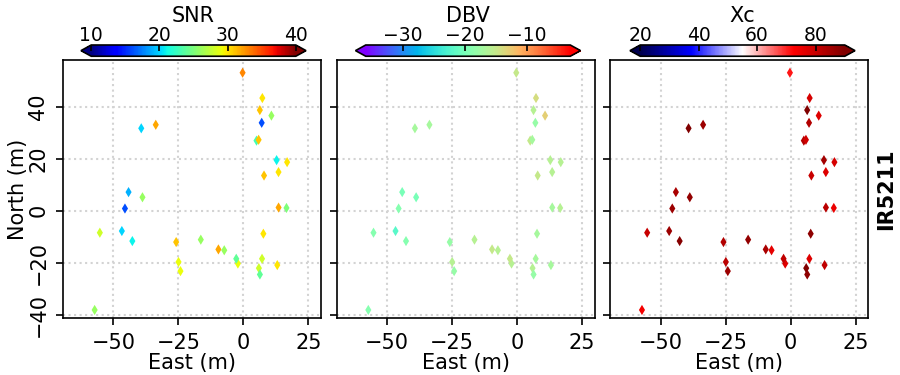 SNR DBV Xc
10 20 30 40 −30 −20 −10 20 40 60 80
North (m)
40
20
0
−20
−40
−50 −25 0 25 −50 −25 0 25 −50 −25 0 25
East (m) East (m) East (m)
IR5211